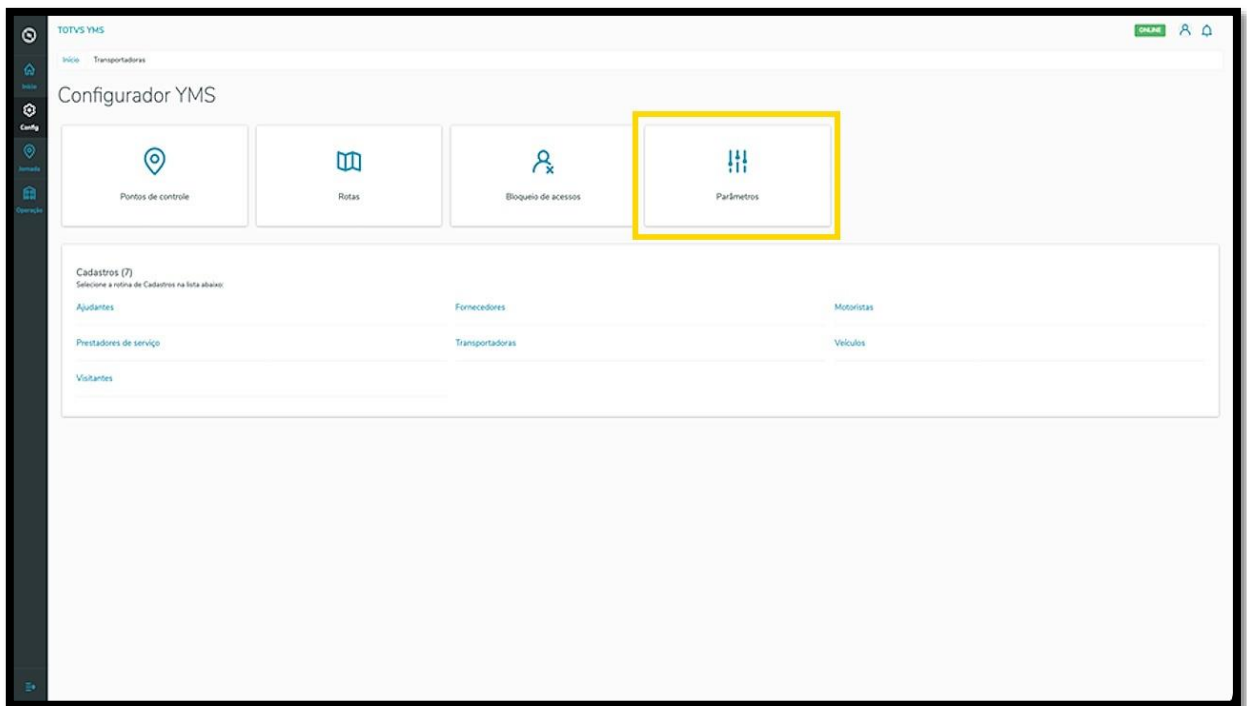 TOTVS YMS
ONLINE
Início Transportadoras
Configurador YMS
Início
Config
Jornada
Operação
Pontos de controle
Rotas
Bloqueio de acessos
Parâmetros
Cadastros (7)
Selecione a rotina de Cadastros na lista abaixo:
Ajudantes
Fornecedores
Motoristas
Prestadores de serviço
Transportadoras
Veículos
Visitantes